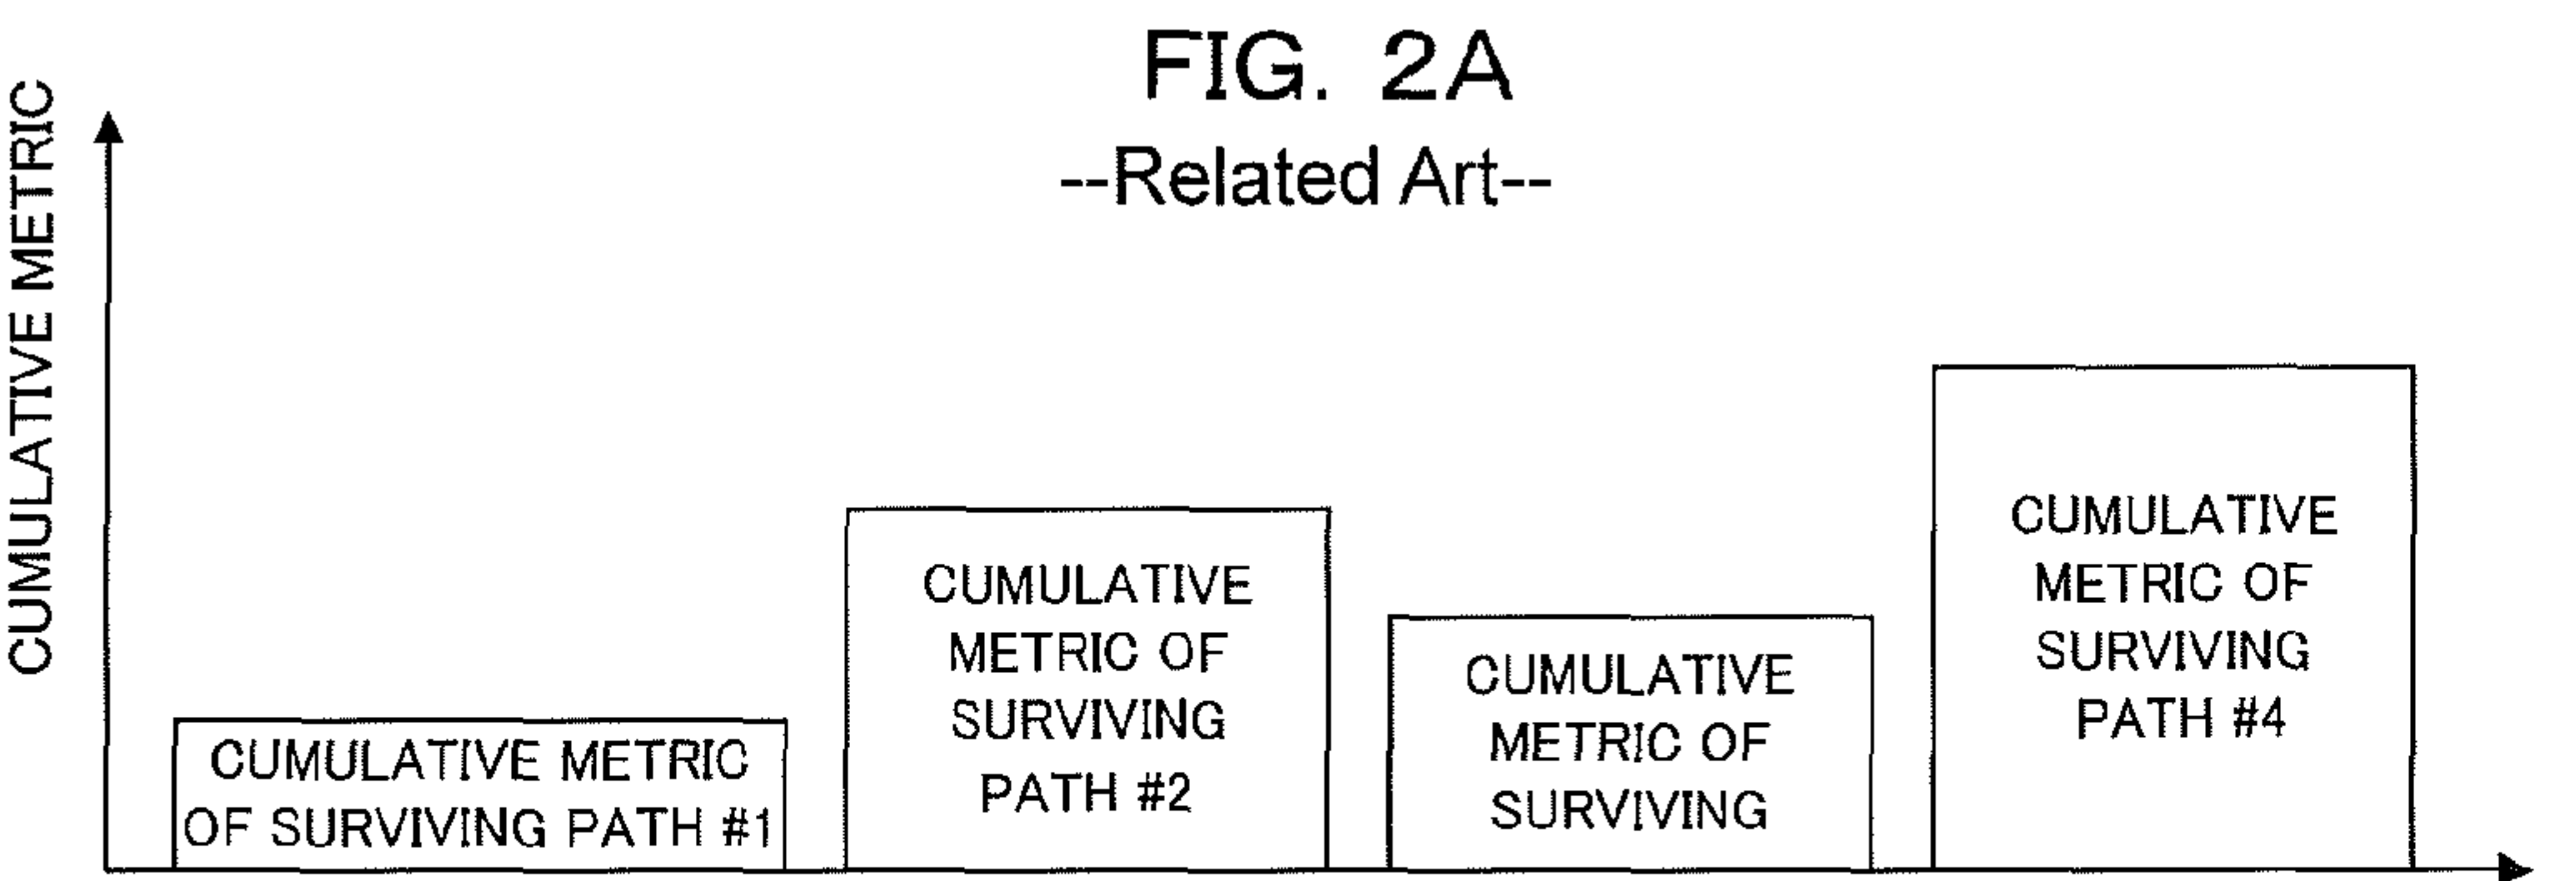 FIG. 2A
--Related Art--
CUMULATIVE METRIC
CUMULATIVE METRIC
OF SURVIVING PATH #1
CUMULATIVE
METRIC OF
SURVIVING
PATH #2
CUMULATIVE
METRIC OF
SURVIVING
CUMULATIVE
METRIC OF
SURVIVING
PATH #4